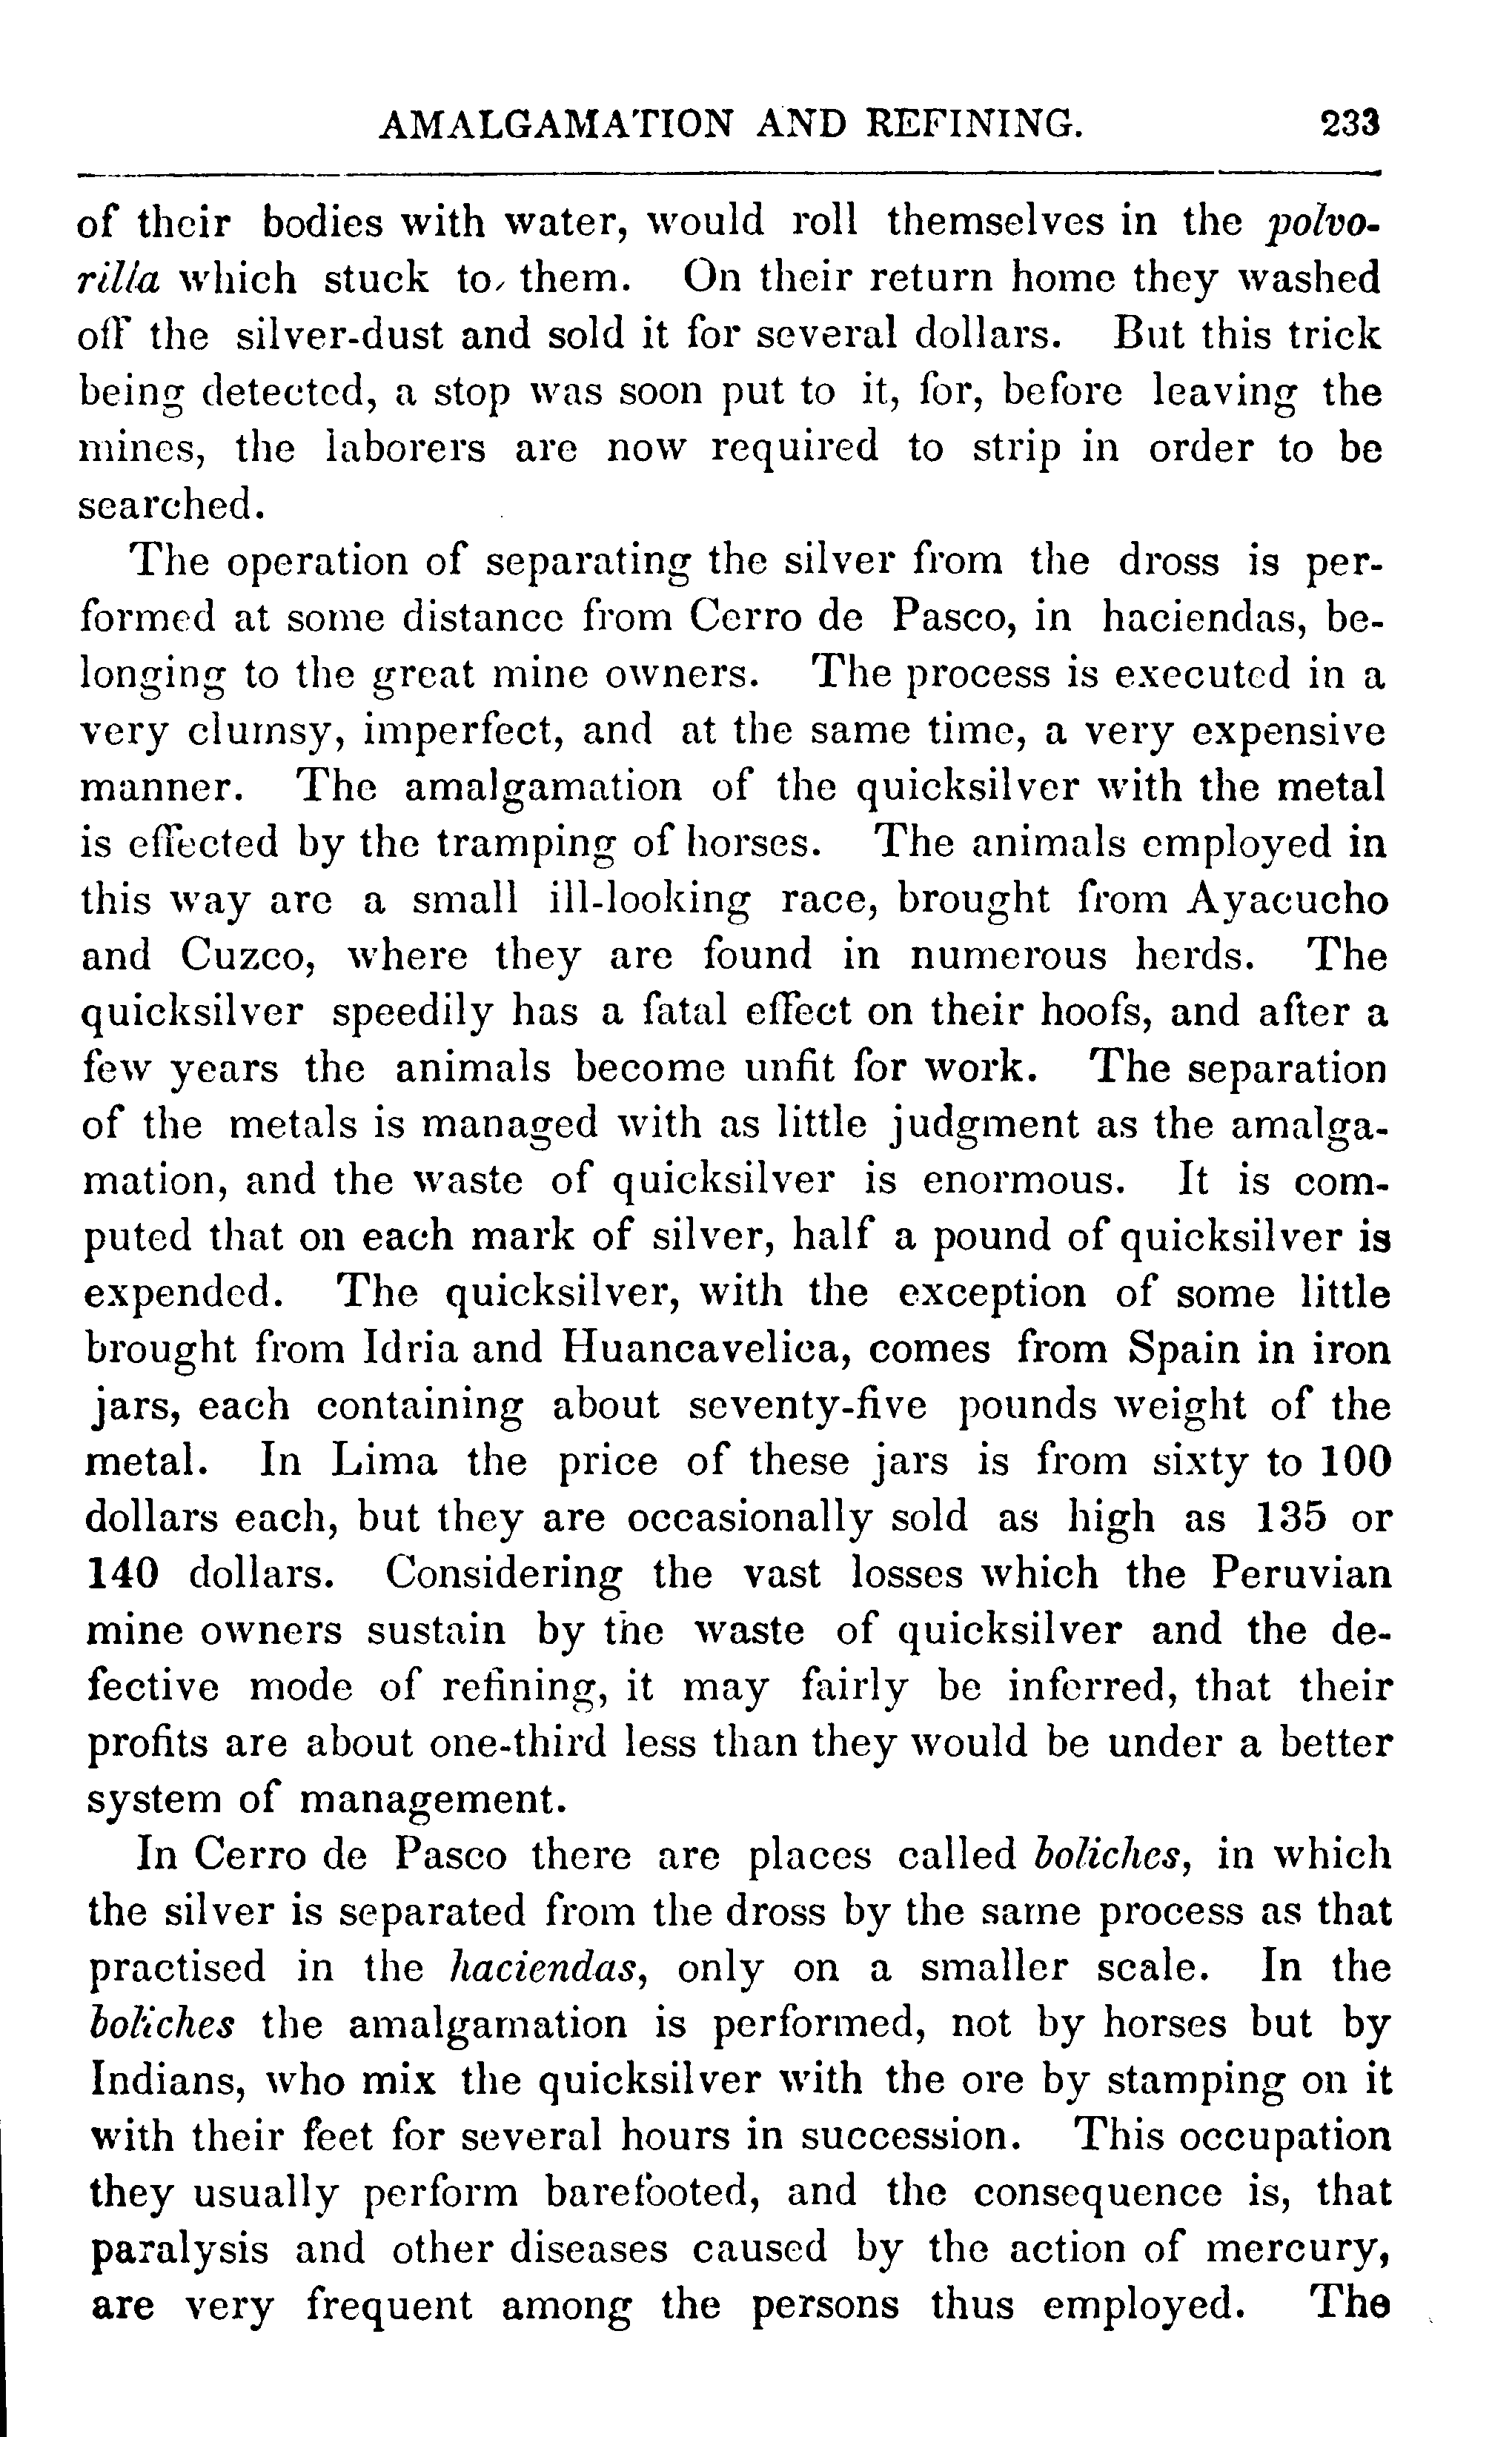 AMALGAMATION AND REFINING. 233
of their bodies with water, would roll themselves in the polvo-
rilla which stuck to, them. On their return home they washed
off the silver-dust and sold it for several dollars. But this trick
being detected, a stop was soon put to it, for, before leaving the
mines, the laborers are now required to strip in order to be
searched.
The operation of separating the silver from the dross is per-
formed at some distance from Cerro de Pasco, in haciendas, be-
longing to the great mine owners. The process is executed in a
very clumsy, imperfect, and at the same time, a very expensive
manner. The amalgamation of the quicksilver with the metal
is effected by the tramping of horses. The animals employed in
this way are a small ill-looking race, brought from Ayacucho
and Cuzco, where they are found in numerous herds. The
quicksilver speedily has a fatal effect on their hoofs, and after a
few years the animals become unfit for work. The separation
of the metals is managed with as little judgment as the amalga-
mation, and the waste of quicksilver is enormous. It is com-
puted that on each mark of silver, half a pound of quicksilver is
expended. The quicksilver, with the exception of some little
brought from Idria and Huancavelica, comes from Spain in iron
jars, each containing about seventy-five pounds weight of the
metal. In Lima the price of these jars is from sixty to 100
dollars each, but they are occasionally sold as high as 135 or
140 dollars. Considering the vast losses which the Peruvian
mine owners sustain by the waste of quicksilver and the de-
fective mode of refining, it may fairly be inferred, that their
profits are about one-third less than they would be under a better
system of management.
In Cerro de Pasco there are places called boliches, in which
the silver is separated from the dross by the same process as that
practised in the haciendas, only on a smaller scale. In the
boliches the amalgamation is performed, not by horses but by
Indians, who mix the quicksilver with the ore by stamping on it
with their feet for several hours in succession. This occupation
they usually perform barefooted, and the consequence is, that
paralysis and other diseases caused by the action of mercury,
are very frequent among the persons thus employed. The